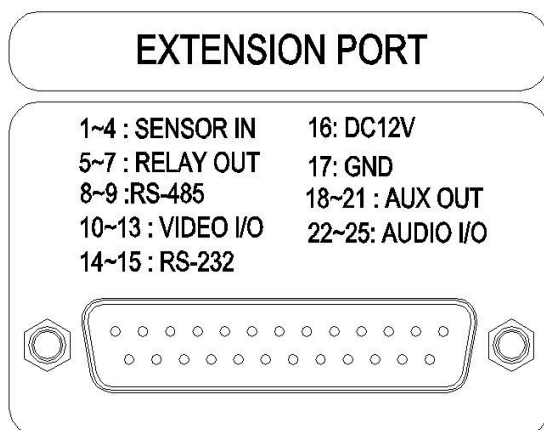 EXTENSION PORT
1~4 : SENSOR IN
5~7 : RELAY OUT
8~9 :RS-485
10~13 : VIDEO I/O
14~15 : RS-232
16: DC12V
17: GND
18~21 : AUX OUT
22~25: AUDIO I/O